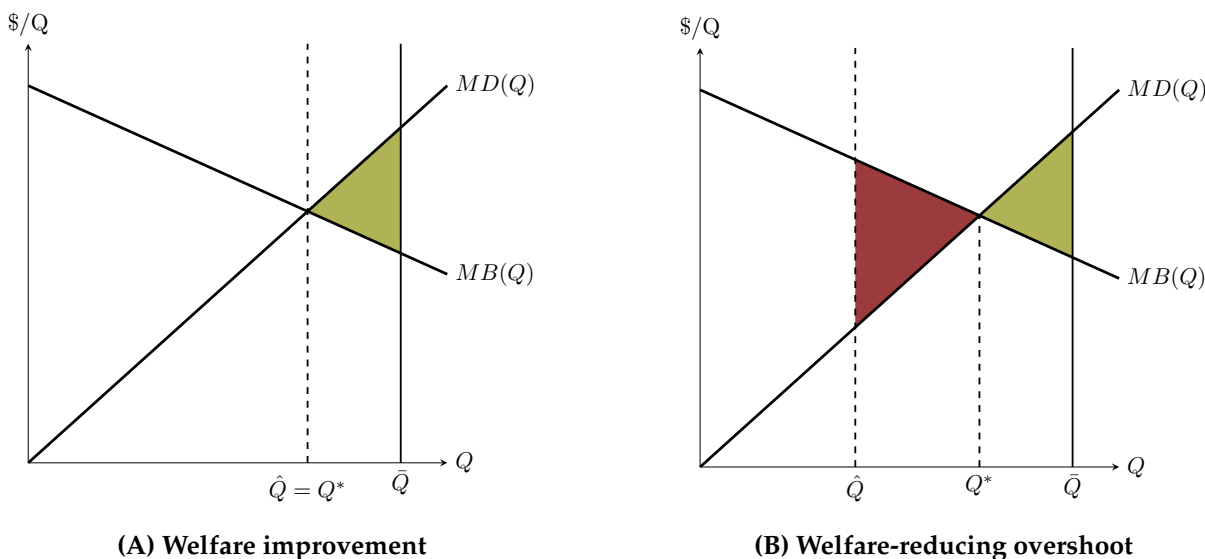 $/Q
MD(Q)
MB(Q)
Q
Q̂ = Q*
Q̄
(A) Welfare improvement
$/Q
MD(Q)
MB(Q)
Q
Q̂
Q*
Q̄
(B) Welfare-reducing overshoot